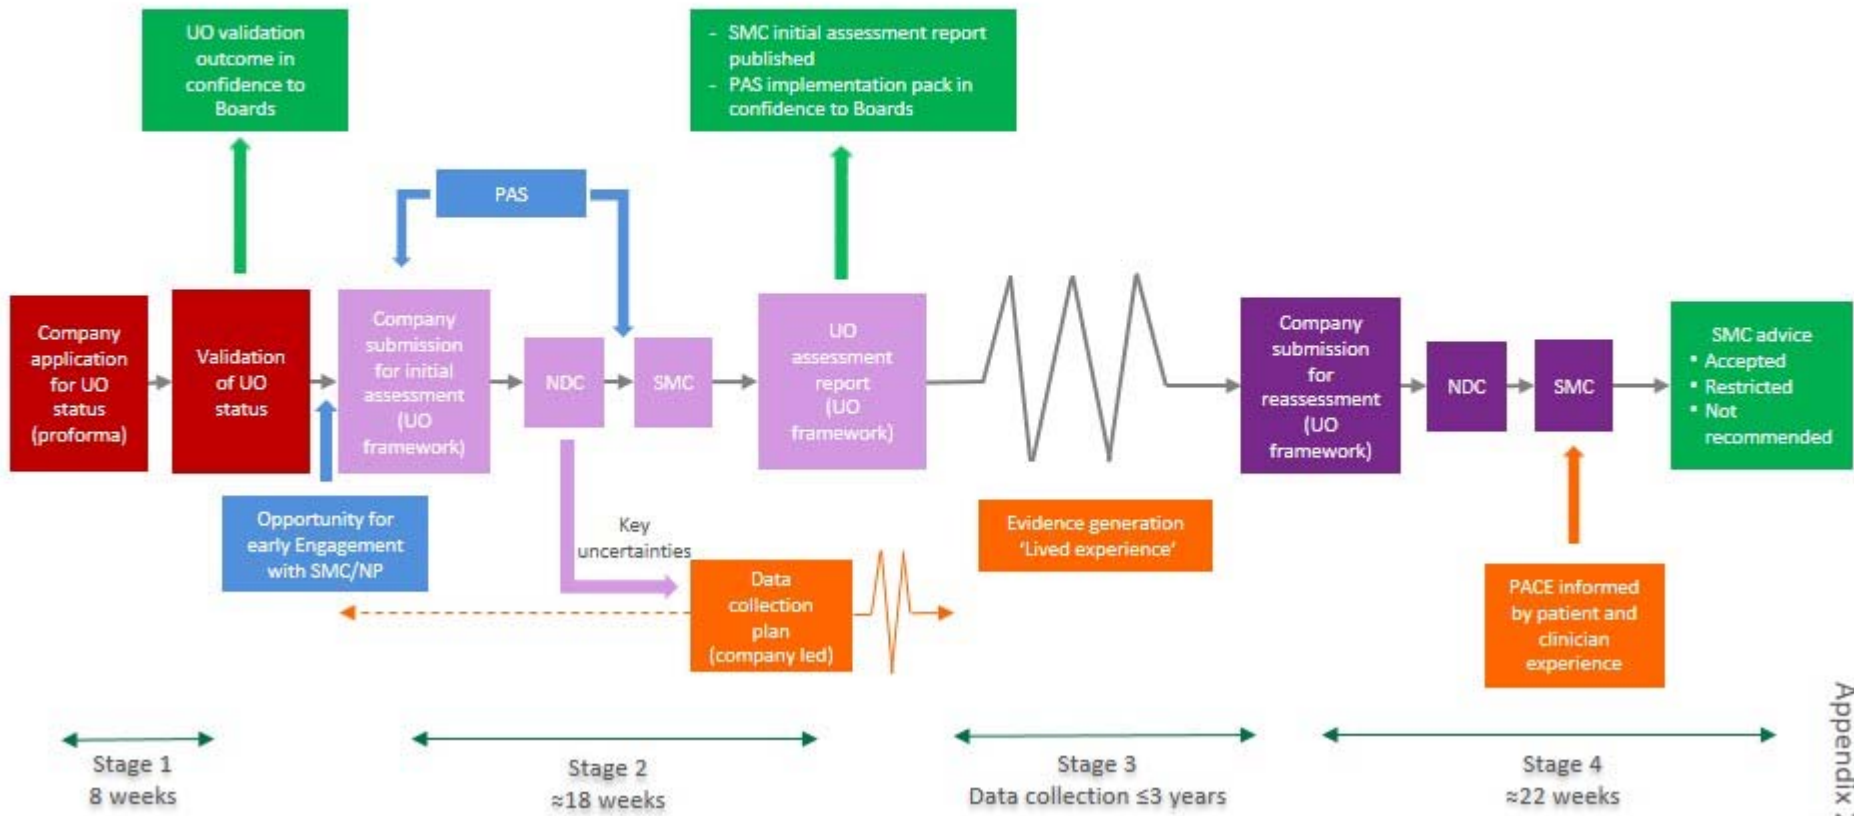 UO validation
outcome in
confidence to
Boards
- SMC initial assessment report
published
- PAS implementation pack in
confidence to Boards
PAS
Company
application
for UO
status
(proforma)
Validation
of UO
status
Company
submission
for initial
assessment
(UO
framework)
NDC
SMC
UO
assessment
report
(UO
framework)
Company
submission
for
reassessment
(UO
framework)
NDC
SMC
SMC advice
▪ Accepted
▪ Restricted
▪ Not
recommended
Opportunity for
early Engagement
with SMC/NP
Key
uncertainties
Data
collection
plan
(company led)
Evidence generation
‘Lived experience’
PACE informed
by patient and
clinician
experience
Stage 1
8 weeks
Stage 2
≈18 weeks
Stage 3
Data collection ≤3 years
Stage 4
≈22 weeks
Appendix